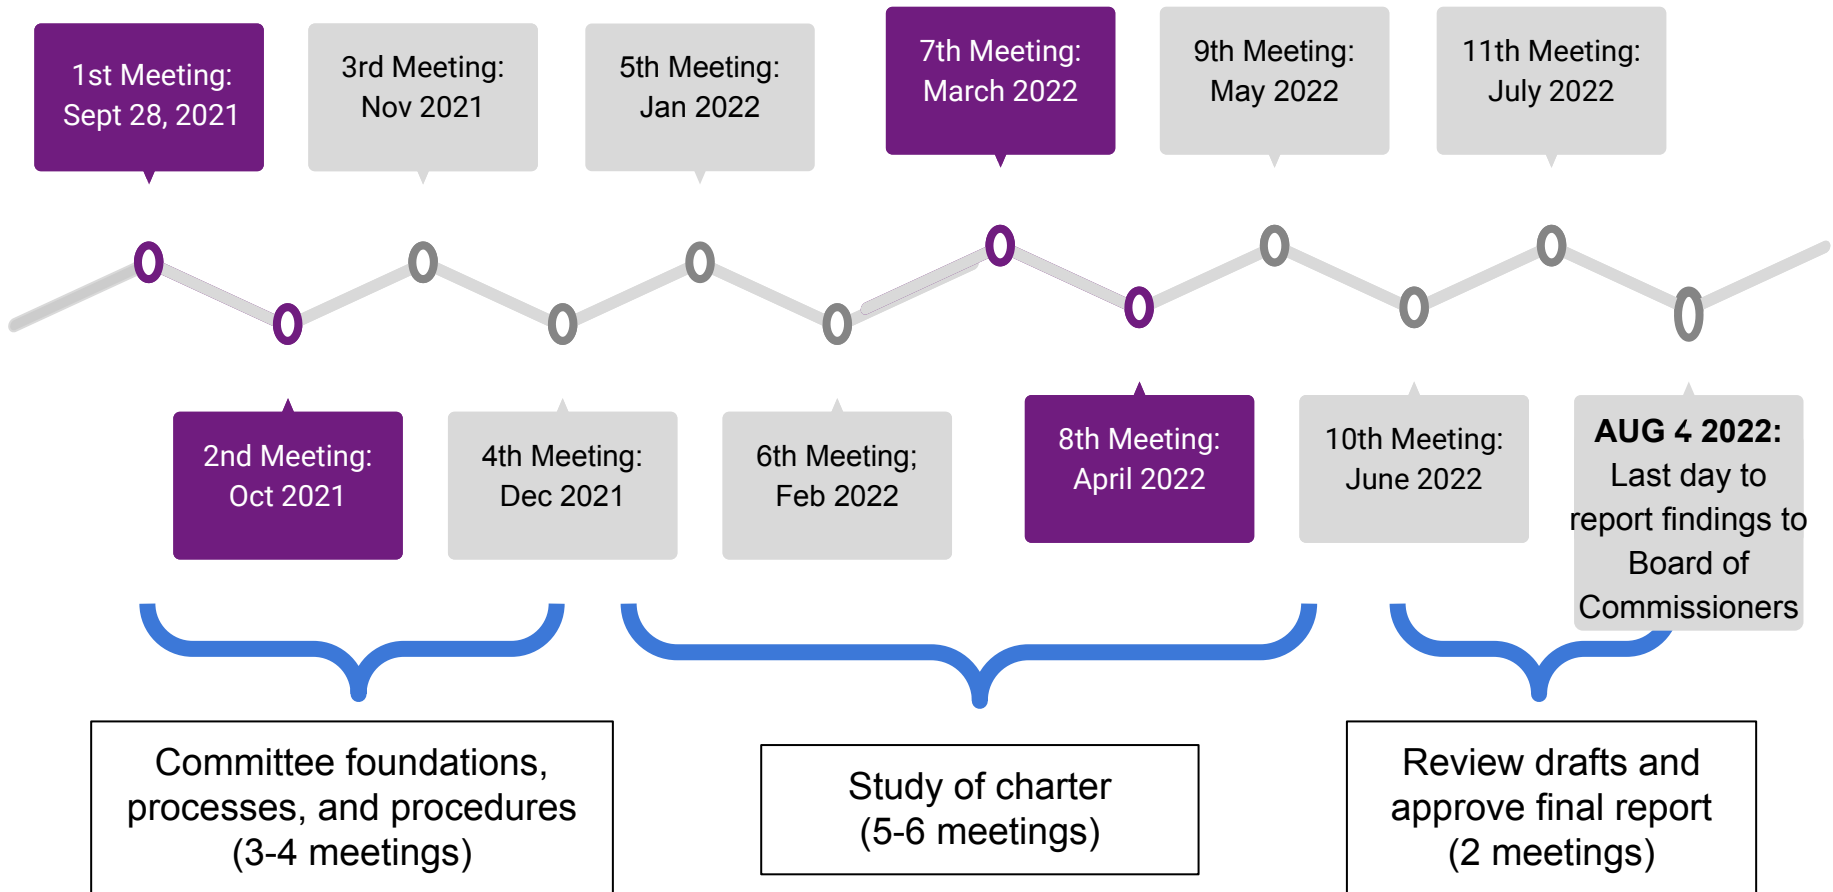 1st Meeting:
Sept 28, 2021
3rd Meeting:
Nov 2021
5th Meeting:
Jan 2022
7th Meeting:
March 2022
9th Meeting:
May 2022
11th Meeting:
July 2022
2nd Meeting:
Oct 2021
4th Meeting:
Dec 2021
6th Meeting;
Feb 2022
8th Meeting:
April 2022
10th Meeting:
June 2022
AUG 4 2022:
Last day to
report findings to
Board of
Commissioners
Committee foundations,
processes, and procedures
(3-4 meetings)
Study of charter
(5-6 meetings)
Review drafts and
approve final report
(2 meetings)